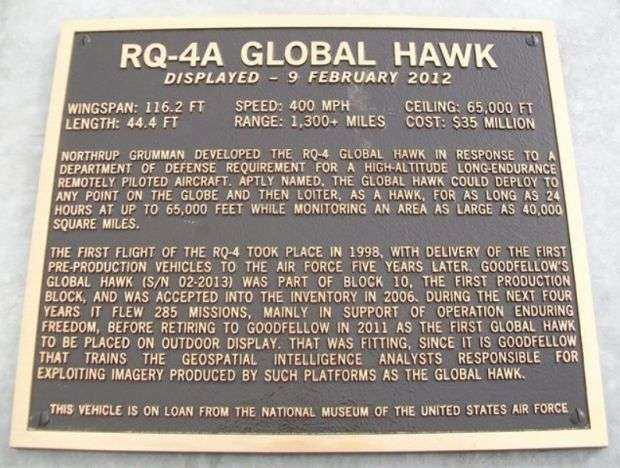 RQ-4A GLOBAL HAWK
DISPLAYED - 9 FEBRUARY 2012
WINGSPAN: 116.2 FT SPEED: 400 MPH CEILING: 65,000 FT
LENGTH: 44.4 FT RANGE: 1,300+ MILES COST: $35 MILLION
NORTHRUP GRUMMAN DEVELOPED THE RQ-4 GLOBAL HAWK IN RESPONSE TO A
DEPARTMENT OF DEFENSE REQUIREMENT FOR A HIGH-ALTITUDE LONG-ENDURANCE
REMOTELY PILOTED AIRCRAFT. APTLY NAMED, THE GLOBAL HAWK COULD DEPLOY TO
ANY POINT ON THE GLOBE AND THEN LOITER, AS A HAWK, FOR AS LONG AS 24
HOURS AT UP TO 65,000 FEET WHILE MONITORING AN AREA AS LARGE AS 40,000
SQUARE MILES.
THE FIRST FLIGHT OF THE RQ-4 TOOK PLACE IN 1998, WITH DELIVERY OF THE FIRST
PRE-PRODUCTION VEHICLES TO THE AIR FORCE FIVE YEARS LATER. GOODFELLOW'S
GLOBAL HAWK (S/N 02-2013) WAS PART OF BLOCK 10, THE FIRST PRODUCTION
BLOCK, AND WAS ACCEPTED INTO THE INVENTORY IN 2006. DURING THE NEXT FOUR
YEARS IT FLEW 285 MISSIONS, MAINLY IN SUPPORT OF OPERATION ENDURING
FREEDOM, BEFORE RETIRING TO GOODFELLOW IN 2011 AS THE FIRST GLOBAL HAWK
TO BE PLACED ON OUTDOOR DISPLAY. THAT WAS FITTING, SINCE IT IS GOODFELLOW
THAT TRAINS THE GEOSPATIAL INTELLIGENCE ANALYSTS RESPONSIBLE FOR
EXPLOITING IMAGERY PRODUCED BY SUCH PLATFORMS AS THE GLOBAL HAWK.
THIS VEHICLE IS ON LOAN FROM THE NATIONAL MUSEUM OF THE UNITED STATES AIR FORCE